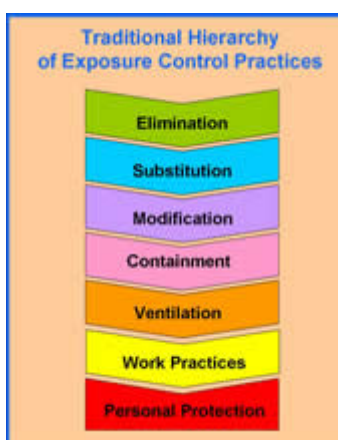 Traditional Hierarchy
of Exposure Control Practices
Elimination
Substitution
Modification
Containment
Ventilation
Work Practices
Personal Protection